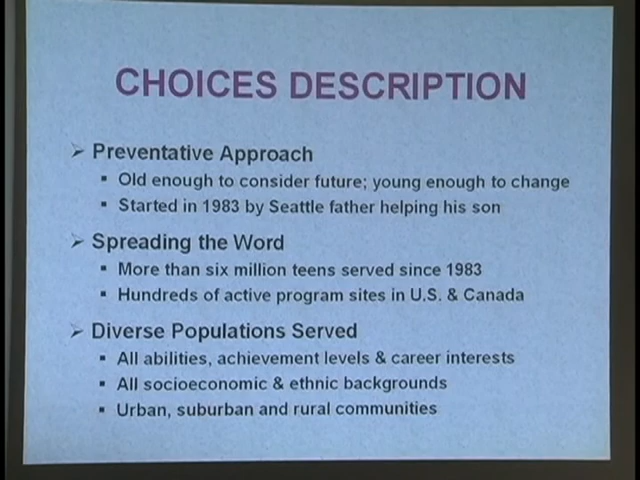 CHOICES DESCRIPTION
➢ Preventative Approach
▪ Old enough to consider future; young enough to change
▪ Started in 1983 by Seattle father helping his son
➢ Spreading the Word
▪ More than six million teens served since 1983
▪ Hundreds of active program sites in U.S. & Canada
➢ Diverse Populations Served
▪ All abilities, achievement levels & career interests
▪ All socioeconomic & ethnic backgrounds
▪ Urban, suburban and rural communities